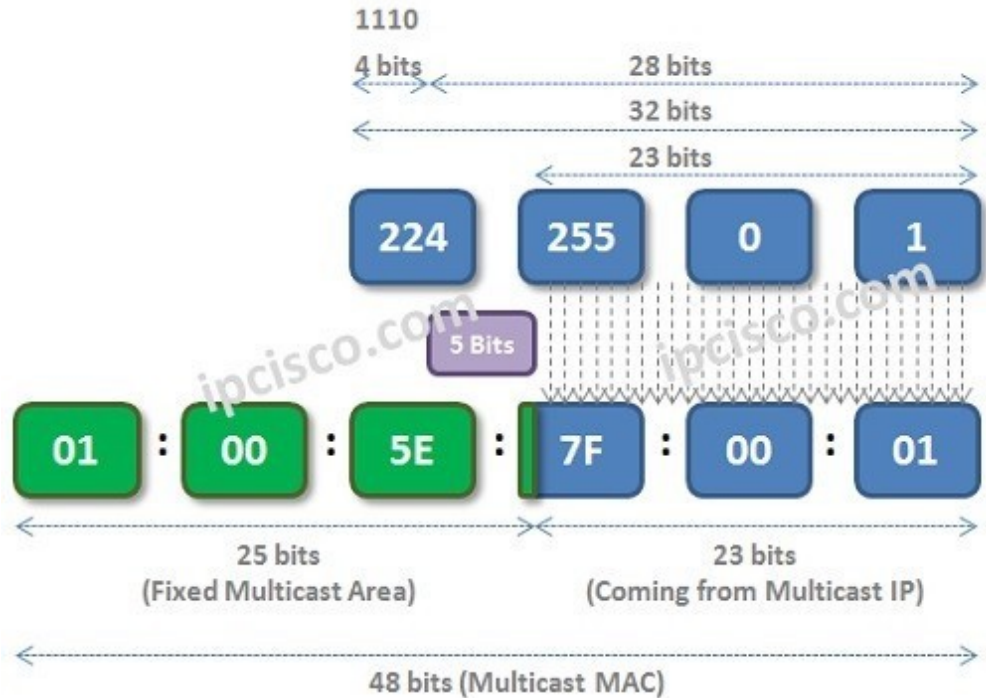 1110
4 bits 28 bits
32 bits
23 bits
224 255 0 1
5 Bits
ipcisco.com ipcisco.com
01 : 00 : 5E : 7F : 00 : 01
25 bits 23 bits
(Fixed Multicast Area) (Coming from Multicast IP)
48 bits (Multicast MAC)